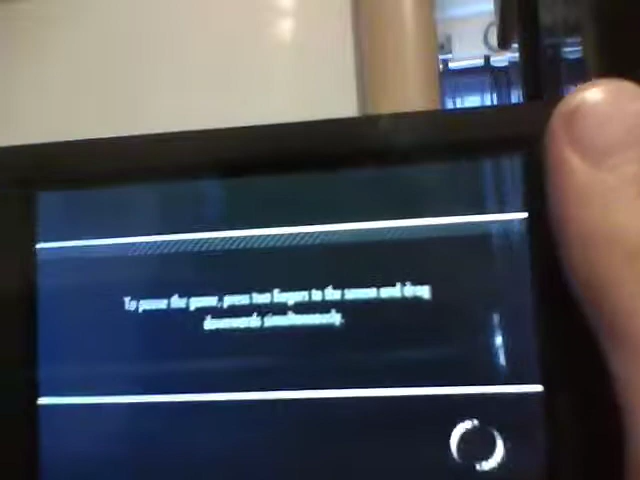 To pause the game, press two fingers to the screen and drag
downwards simultaneously.